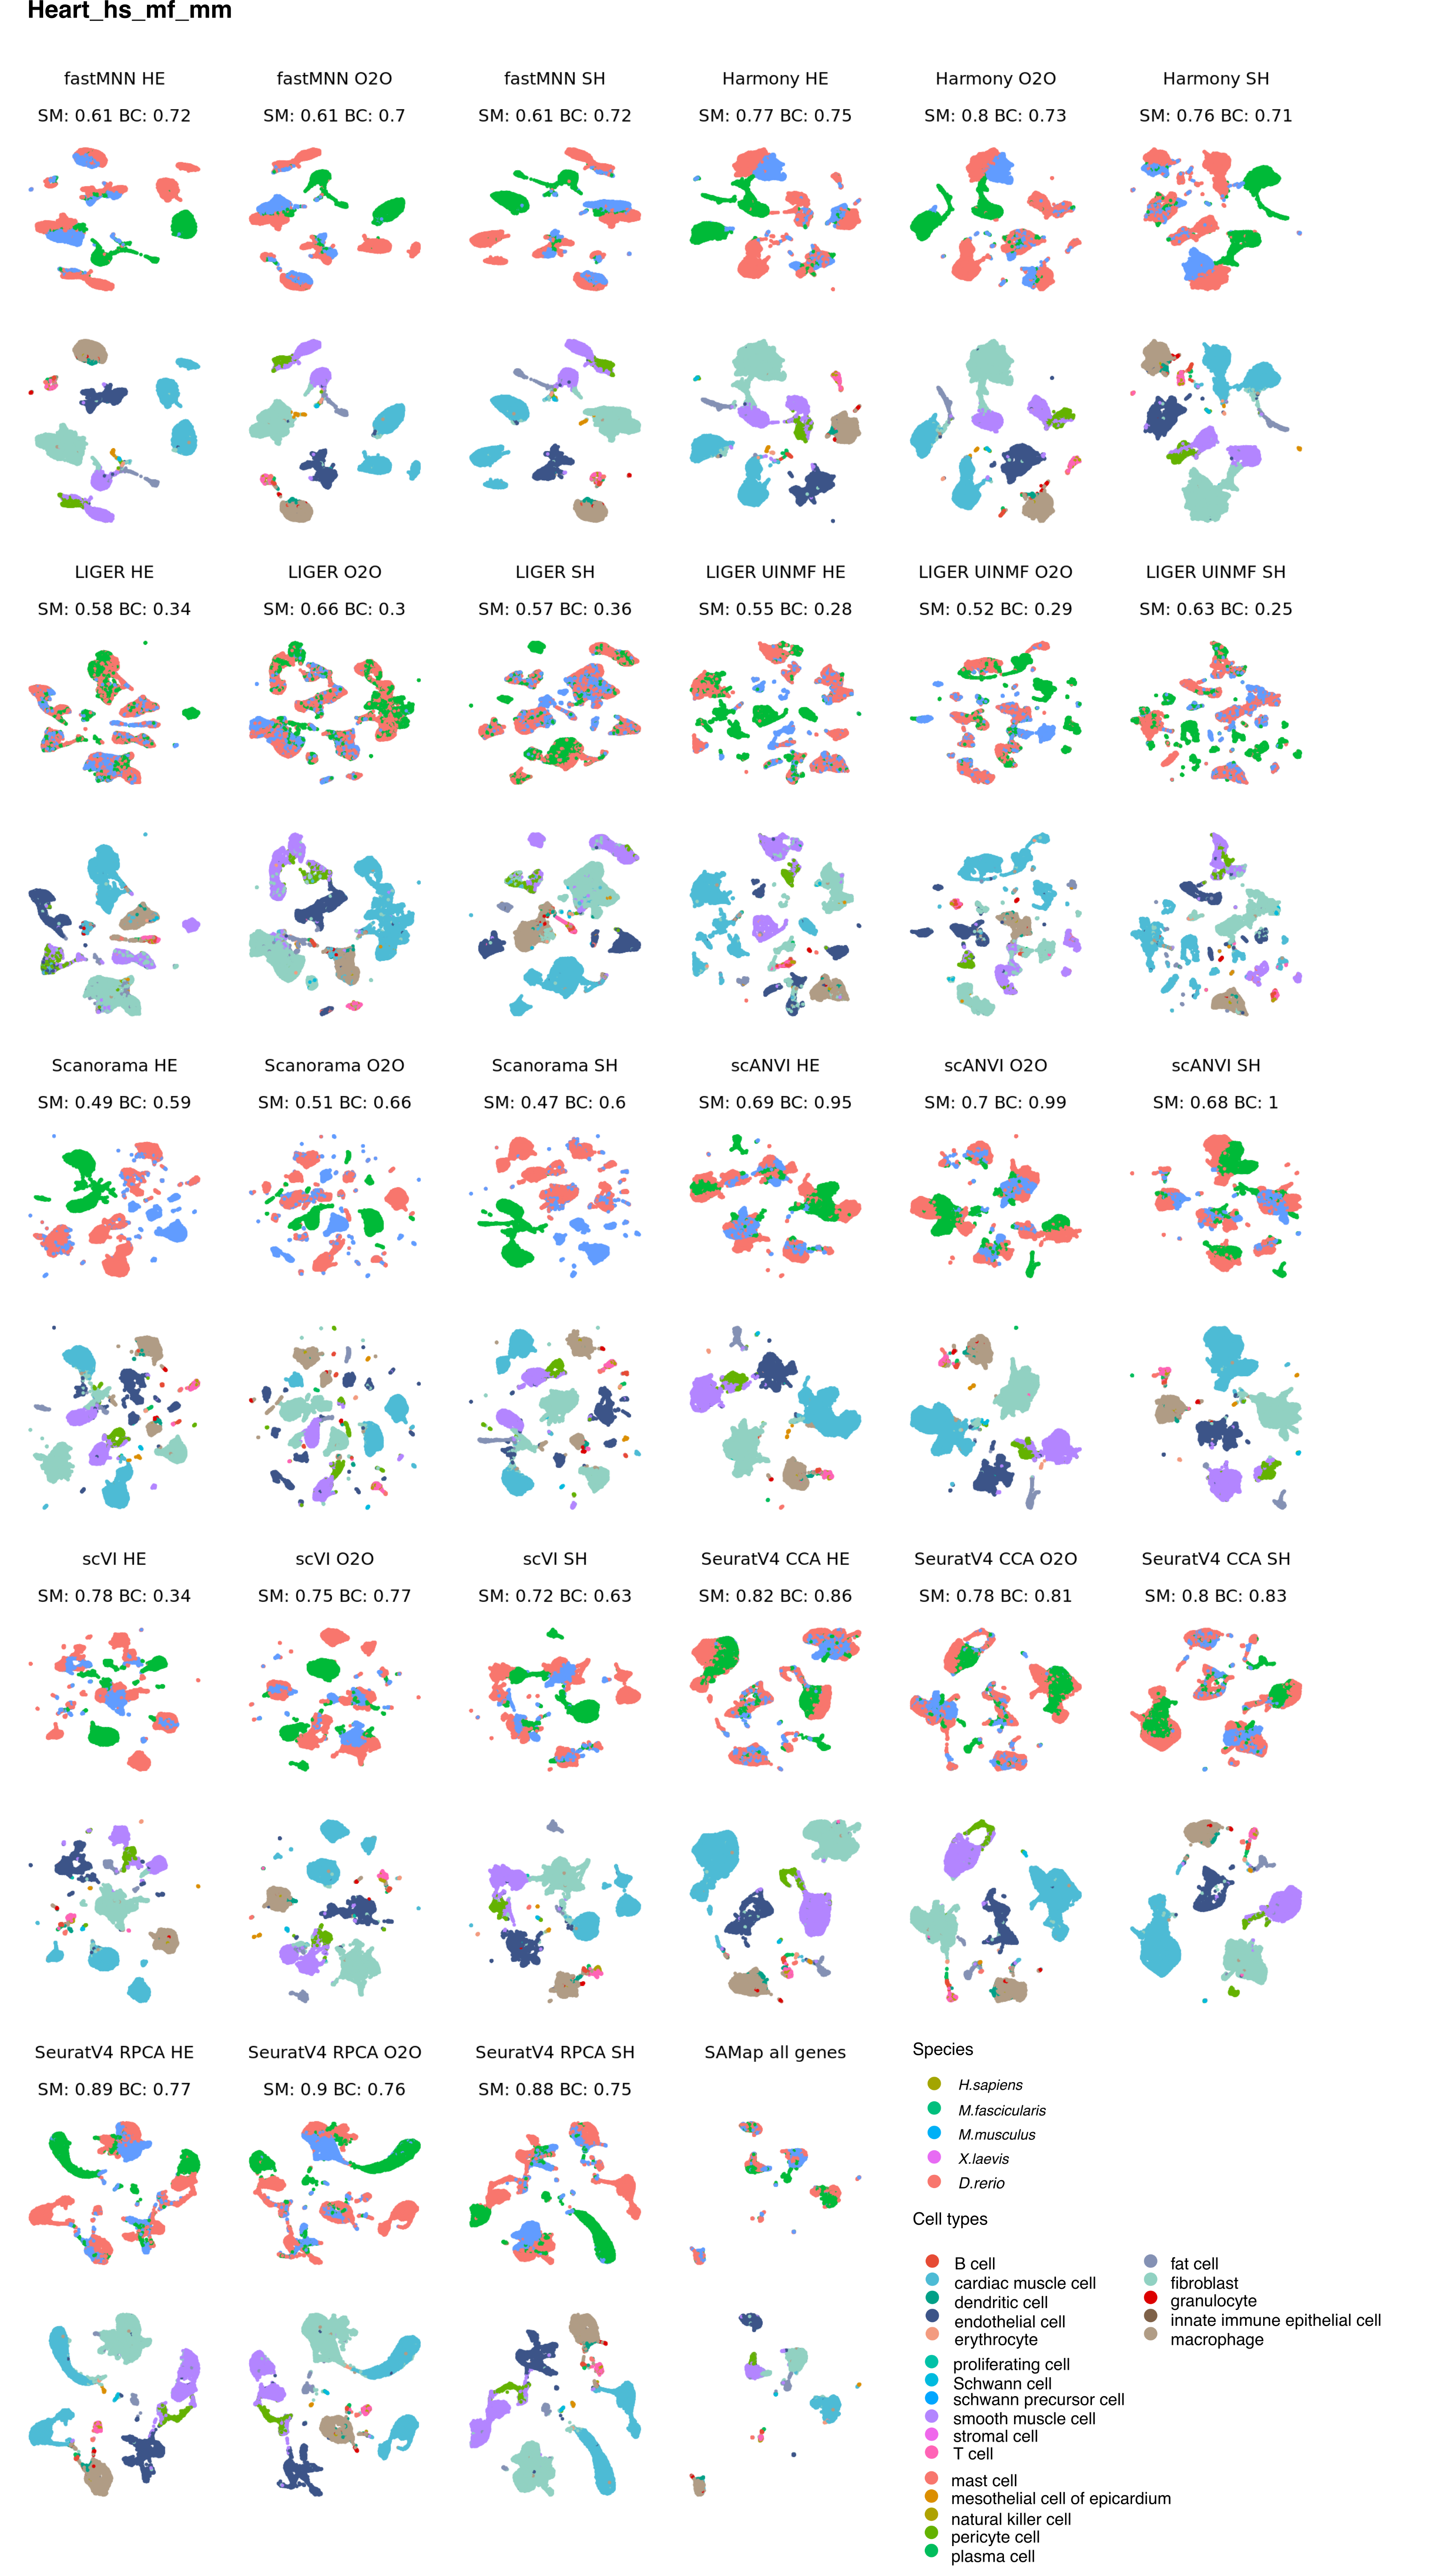 Heart_hs_mf_mm
fastMNN HE fastMNN O2O fastMNN SH Harmony HE Harmony O2O Harmony SH
SM: 0.61 BC: 0.72 SM: 0.61 BC: 0.7 SM: 0.61 BC: 0.72 SM: 0.77 BC: 0.75 SM: 0.8 BC: 0.73 SM: 0.76 BC: 0.71
LIGER HE LIGER O2O LIGER SH LIGER UINMF HE LIGER UINMF O2O LIGER UINMF SH
SM: 0.58 BC: 0.34 SM: 0.66 BC: 0.3 SM: 0.57 BC: 0.36 SM: 0.55 BC: 0.28 SM: 0.52 BC: 0.29 SM: 0.63 BC: 0.25
Scanorama HE Scanorama O2O Scanorama SH scANVI HE scANVI O2O scANVI SH
SM: 0.49 BC: 0.59 SM: 0.51 BC: 0.66 SM: 0.47 BC: 0.6 SM: 0.69 BC: 0.95 SM: 0.7 BC: 0.99 SM: 0.68 BC: 1
scVI HE scVI O2O scVI SH SeuratV4 CCA HE SeuratV4 CCA O2O SeuratV4 CCA SH
SM: 0.78 BC: 0.34 SM: 0.75 BC: 0.77 SM: 0.72 BC: 0.63 SM: 0.82 BC: 0.86 SM: 0.78 BC: 0.81 SM: 0.8 BC: 0.83
SeuratV4 RPCA HE SeuratV4 RPCA O2O SeuratV4 RPCA SH SAMap all genes
SM: 0.89 BC: 0.77 SM: 0.9 BC: 0.76 SM: 0.88 BC: 0.75
Species
H.sapiens
M.fascicularis
M.musculus
X.laevis
D.rerio
Cell types
B cell
cardiac muscle cell
dendritic cell
endothelial cell
erythrocyte
proliferating cell
Schwann cell
schwann precursor cell
smooth muscle cell
stromal cell
T cell
mast cell
mesothelial cell of epicardium
natural killer cell
pericyte cell
plasma cell
fat cell
fibroblast
granulocyte
innate immune epithelial cell
macrophage